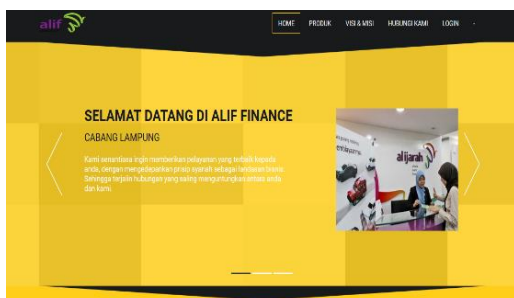 alif
HOME PRODUK VISI & MISI HUBUNGI KAMI LOGIN
SELAMAT DATANG DI ALIF FINANCE
CABANG LAMPUNG
Kami senantiasa ingin memberikan pelayanan yang terbaik kepada
anda, dengan mengedepankan prisip syariah sebagai landasan bisnis.
Sehingga terjalin hubungan yang saling menguntungkan antara anda
dan kami
alijarah